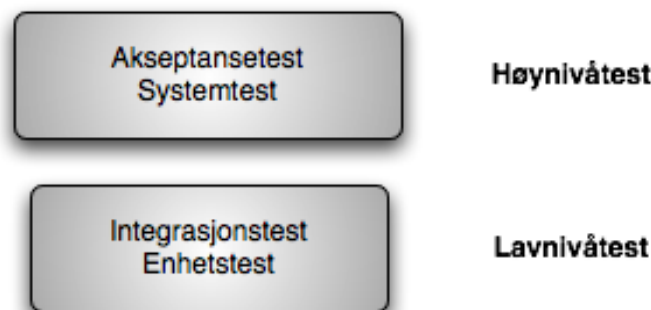 Akseptansetest
Systemtest
Høynivåtest
Integrasjonstest
Enhetstest
Lavnivåtest